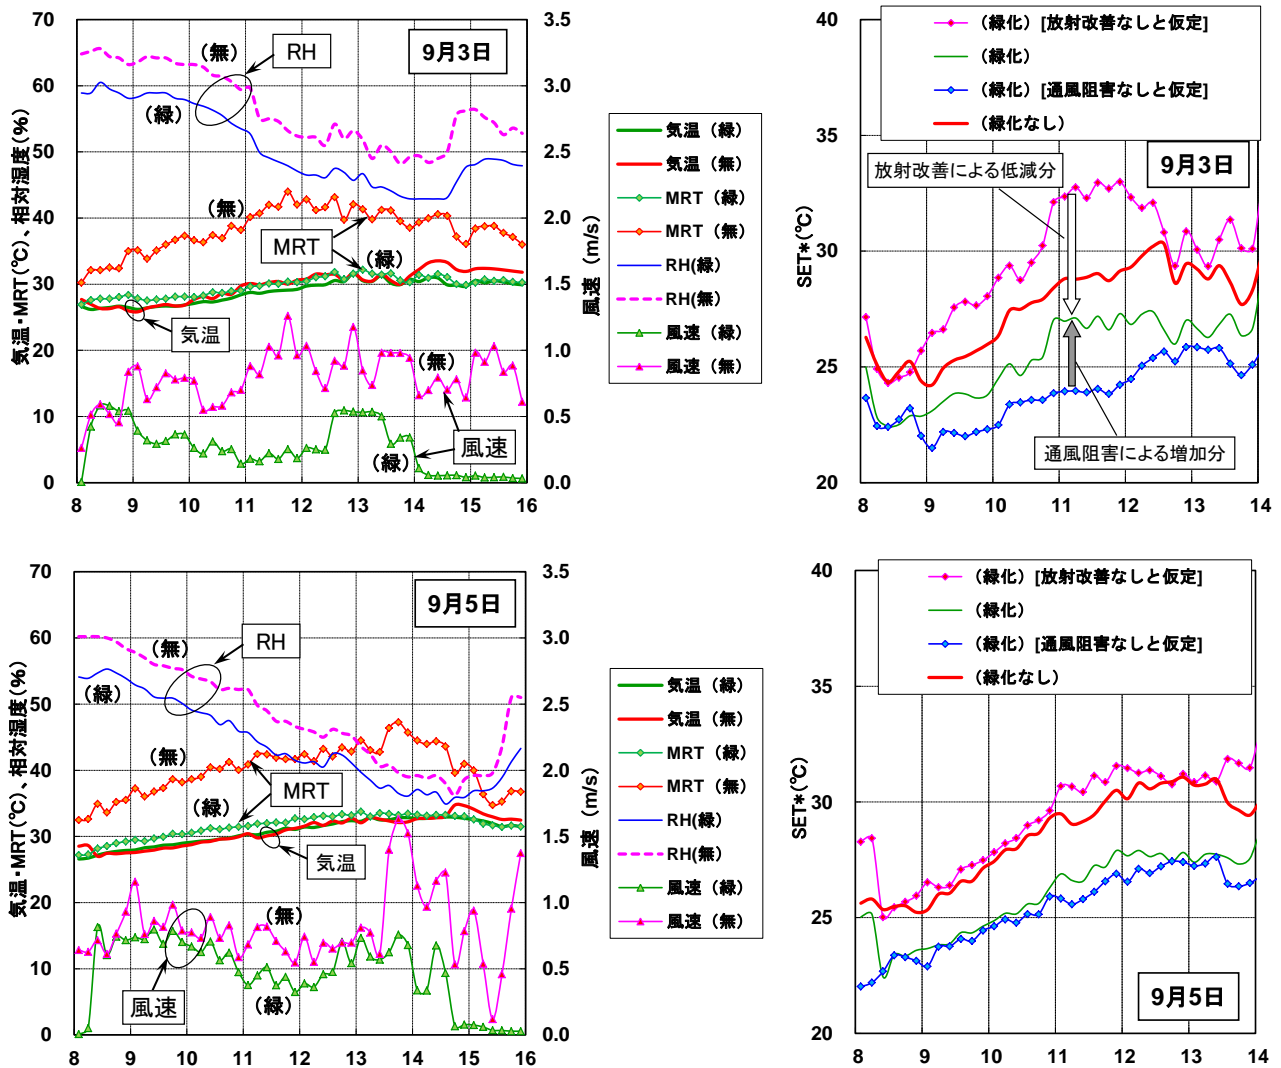 70
60
50
40
30
20
10
0
気温・MRT(℃)、相対湿度(%)
3.5
3.0
2.5
2.0
1.5
1.0
0.5
0.0
風速 (m/s)
8 9 10 11 12 13 14 15 16
9月3日
(無)
RH
(緑)
(無)
MRT
(緑)
気温
(無)
風速
(緑)
気温 (緑)
気温 (無)
MRT (緑)
MRT (無)
RH(緑)
RH(無)
風速 (緑)
風速 (無)
40
35
30
25
20
SET*(℃)
8 9 10 11 12 13 14
(緑化) [放射改善なしと仮定]
(緑化)
(緑化) [通風阻害なしと仮定]
(緑化なし)
9月3日
放射改善による低減分
通風阻害による増加分
70
60
50
40
30
20
10
0
気温・MRT(℃)、相対湿度(%)
3.5
3.0
2.5
2.0
1.5
1.0
0.5
0.0
風速 (m/s)
8 9 10 11 12 13 14 15 16
9月5日
(無)
RH
(緑)
(無)
MRT
(緑)
気温
(無)
風速
(緑)
気温 (緑)
気温 (無)
MRT (緑)
MRT (無)
RH(緑)
RH(無)
風速 (緑)
風速 (無)
40
35
30
25
20
SET*(℃)
8 9 10 11 12 13 14
(緑化) [放射改善なしと仮定]
(緑化)
(緑化) [通風阻害なしと仮定]
(緑化なし)
9月5日